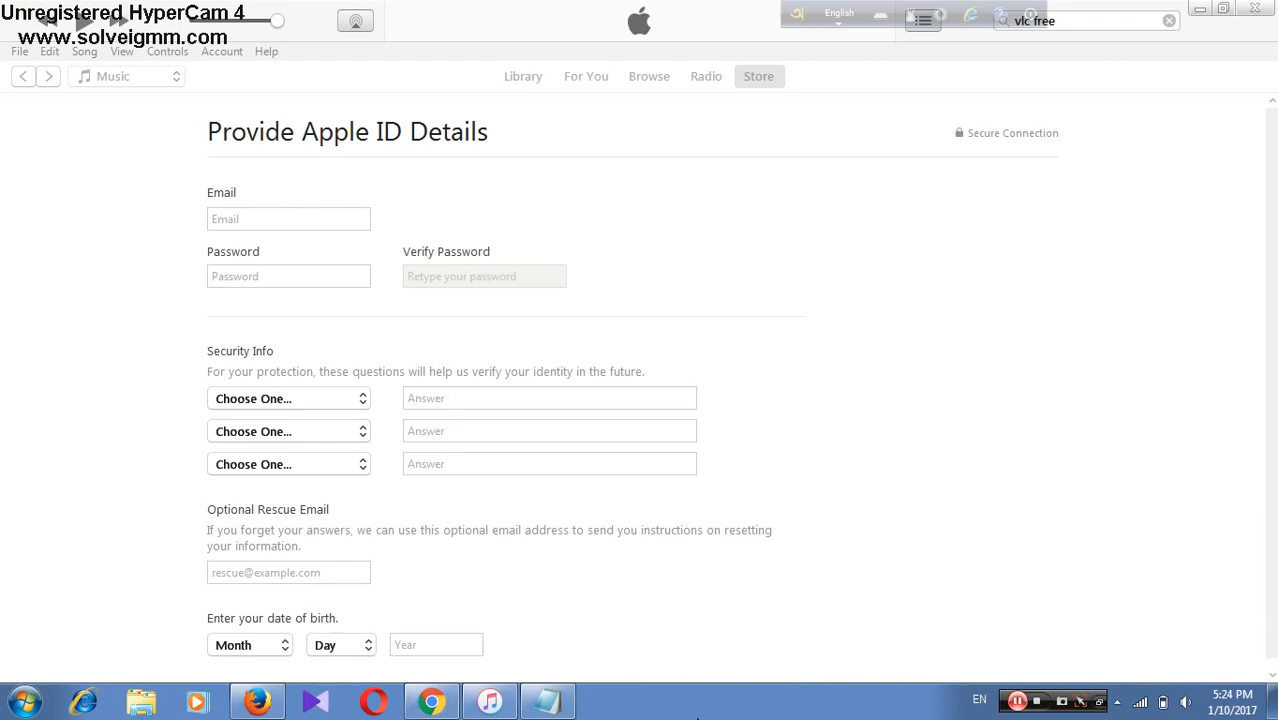 Unregistered HyperCam 4
www.solveigmm.com
English
vlc free
File Edit Song View Controls Account Help
Music
Library For You Browse Radio Store
Provide Apple ID Details
Secure Connection
Email
Email
Password Verify Password
Password Retype your password
Security Info
For your protection, these questions will help us verify your identity in the future.
Choose One... Answer
Choose One... Answer
Choose One... Answer
Optional Rescue Email
If you forget your answers, we can use this optional email address to send you instructions on resetting
your information.
rescue@example.com
Enter your date of birth.
Month Day Year
EN
5:24 PM
1/10/2017